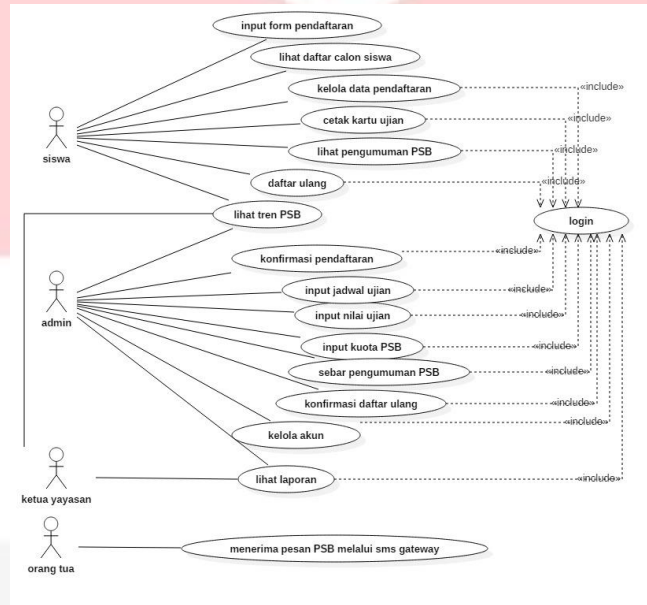 input form pendaftaran
lihat daftar calon siswa
kelola data pendaftaran
«include»
cetak kartu ujian
«include»
siswa
lihat pengumuman PSB
«include»
daftar ulang
«include»
lihat tren PSB
login
konfirmasi pendaftaran
«include»
input jadwal ujian
«include»
admin
input nilai ujian
«include»
input kuota PSB
«include»
sebar pengumuman PSB
«include»
konfirmasi daftar ulang
«include»
kelola akun
«include»
ketua yayasan
lihat laporan
«include»
orang tua
menerima pesan PSB melalui sms gateway